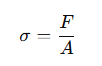 σ = F/A